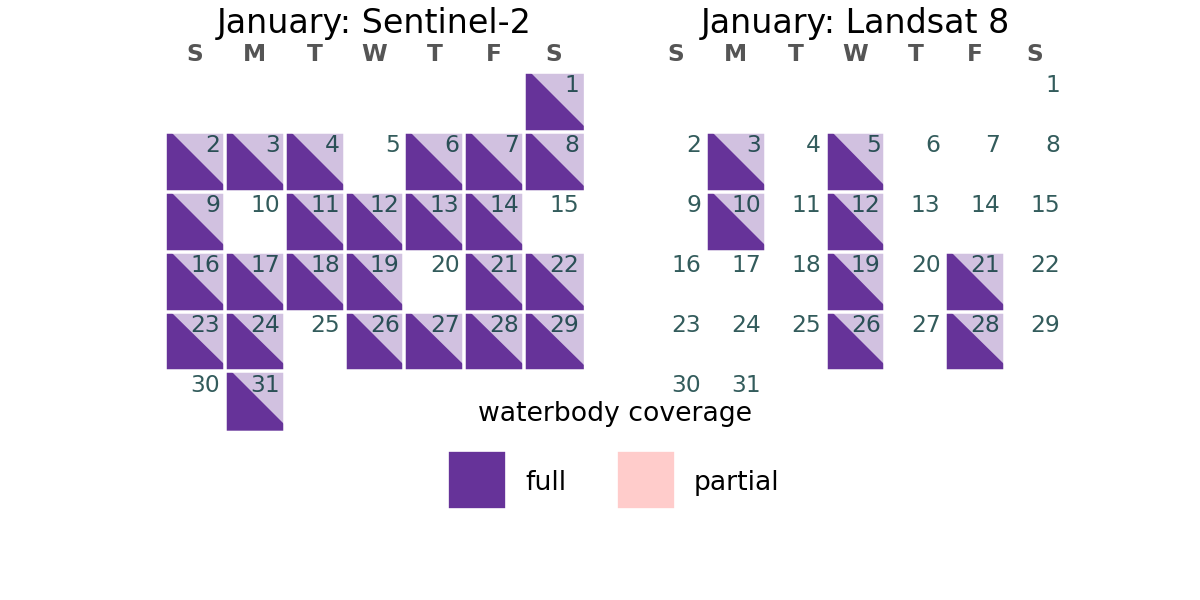 January: Sentinel-2
S M T W T F S
1
2 3 4 5 6 7 8
9 10 11 12 13 14 15
16 17 18 19 20 21 22
23 24 25 26 27 28 29
30 31
January: Landsat 8
S M T W T F S
1
2 3 4 5 6 7 8
9 10 11 12 13 14 15
16 17 18 19 20 21 22
23 24 25 26 27 28 29
30 31
waterbody coverage
full partial